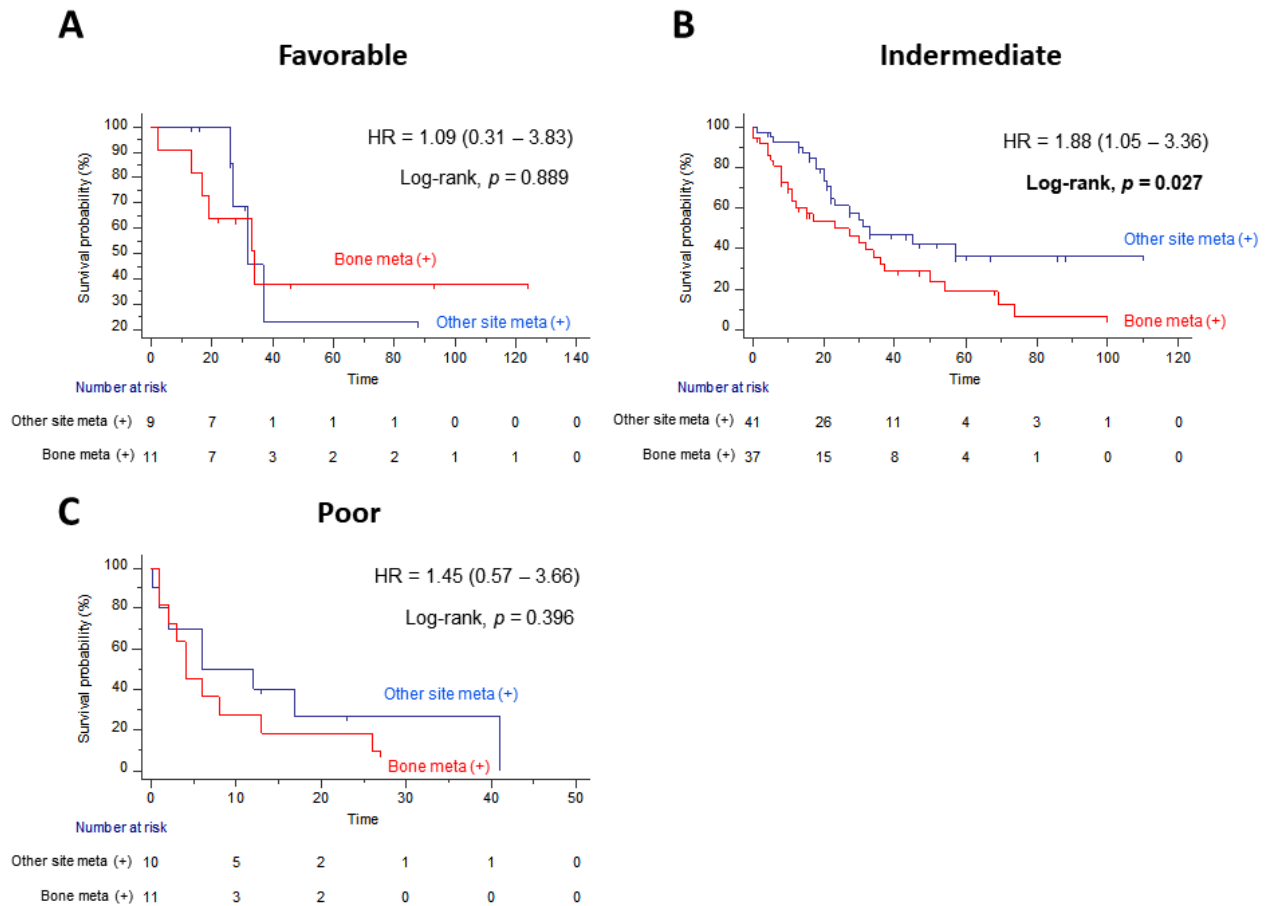 A
Favorable
HR = 1.09 (0.31 – 3.83)
Log-rank, p = 0.889
Survival probability (%)
100
90
80
70
60
50
40
30
20
Bone meta (+)
Other site meta (+)
0 20 40 60 80 100 120 140
Time
Number at risk
Other site meta (+) 9 7 1 1 1 0 0 0
Bone meta (+) 11 7 3 2 2 1 1 0
B
Indermediate
HR = 1.88 (1.05 – 3.36)
Log-rank, p = 0.027
Survival probability (%)
100
80
60
40
20
0
Other site meta (+)
Bone meta (+)
0 20 40 60 80 100 120
Time
Number at risk
Other site meta (+) 41 26 11 4 3 1 0
Bone meta (+) 37 15 8 4 1 0 0
C
Poor
HR = 1.45 (0.57 – 3.66)
Log-rank, p = 0.396
Survival probability (%)
100
80
60
40
20
0
Other site meta (+)
Bone meta (+)
0 10 20 30 40 50
Time
Number at risk
Other site meta (+) 10 5 2 1 1 0
Bone meta (+) 11 3 2 0 0 0